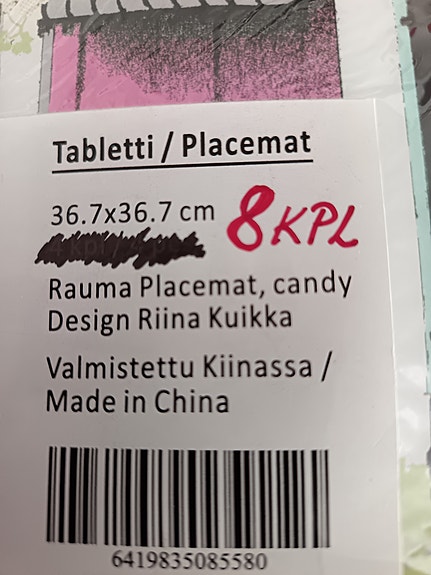 Tabletti / Placemat
36.7x36.7 cm 8KPL
Rauma Placemat, candy
Design Riina Kuikka
Valmistettu Kiinassa /
Made in China
6419835085580